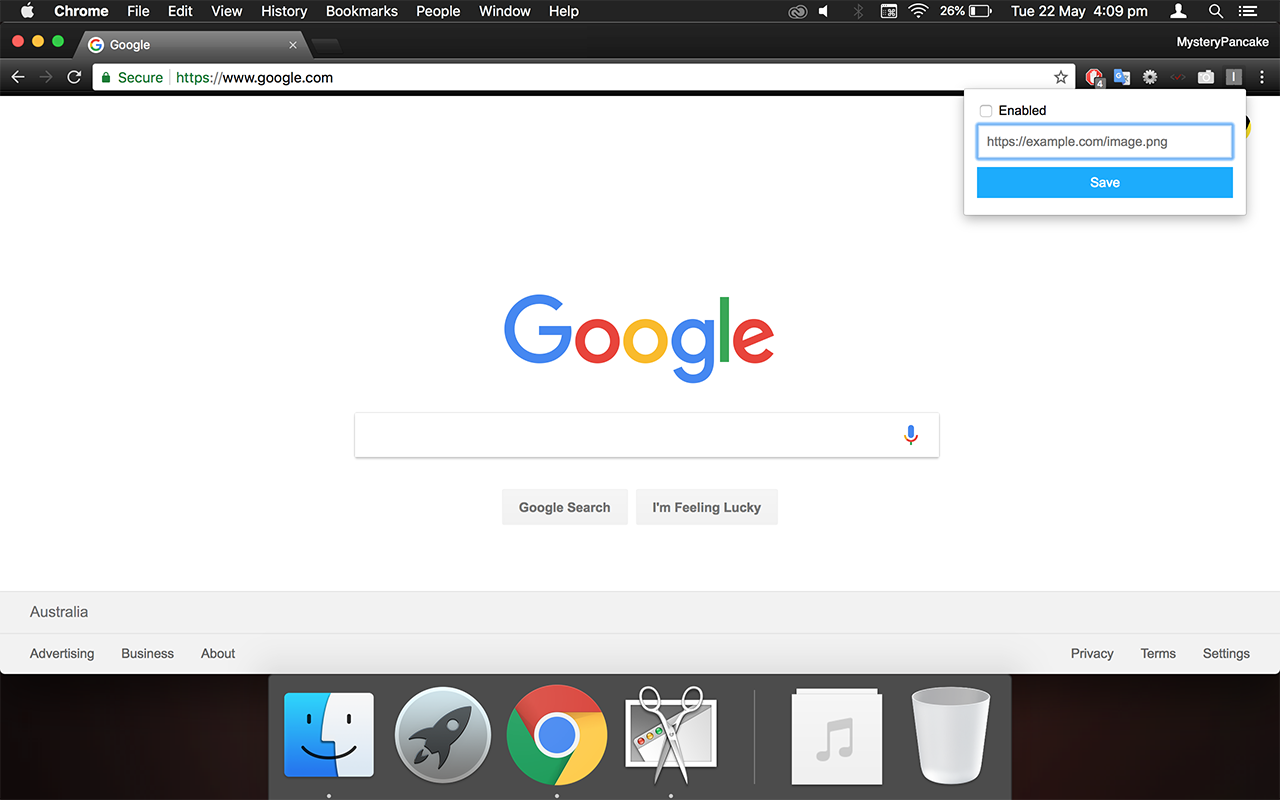 Chrome File Edit View History Bookmarks People Window Help 26% Tue 22 May 4:09 pm
Google MysteryPancake
Secure https://www.google.com 4 I
Enabled
https://example.com/image.png
Save
Google
Google Search I'm Feeling Lucky
Australia
Advertising Business About Privacy Terms Settings